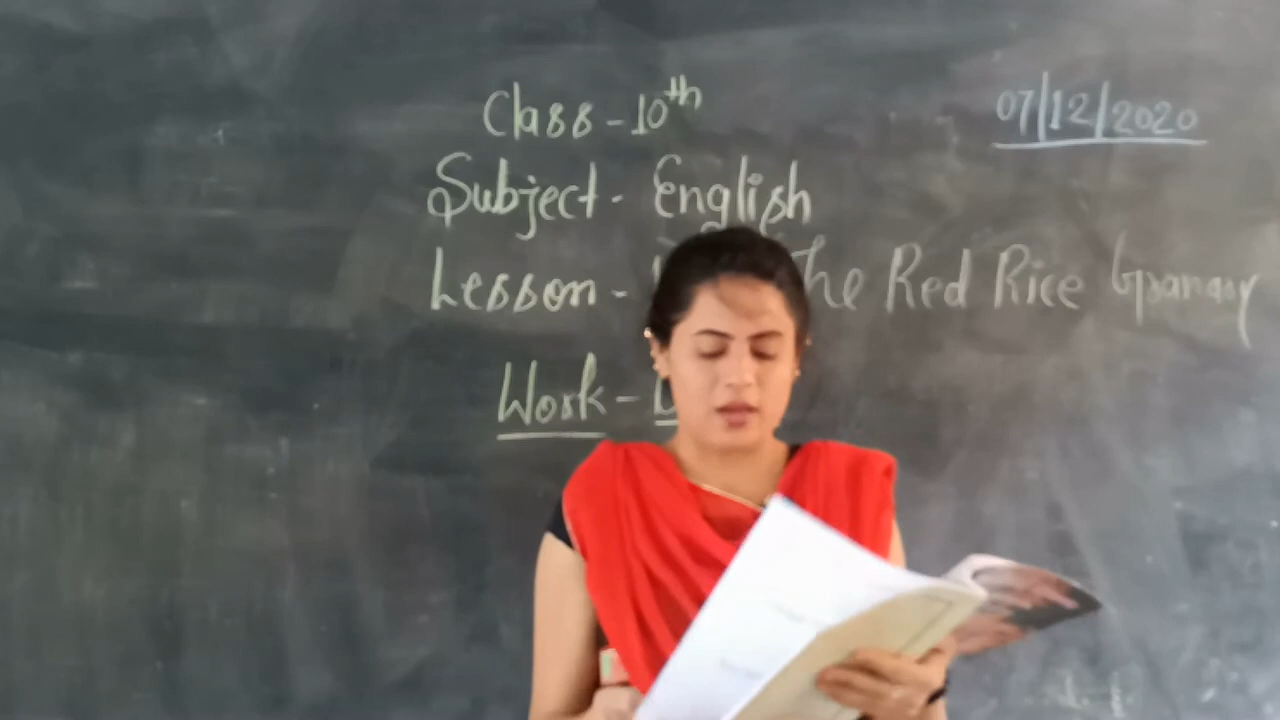 Class - 10th
07/12/2020
Subject - English
Lesson - The Red Rice Granary
Work -